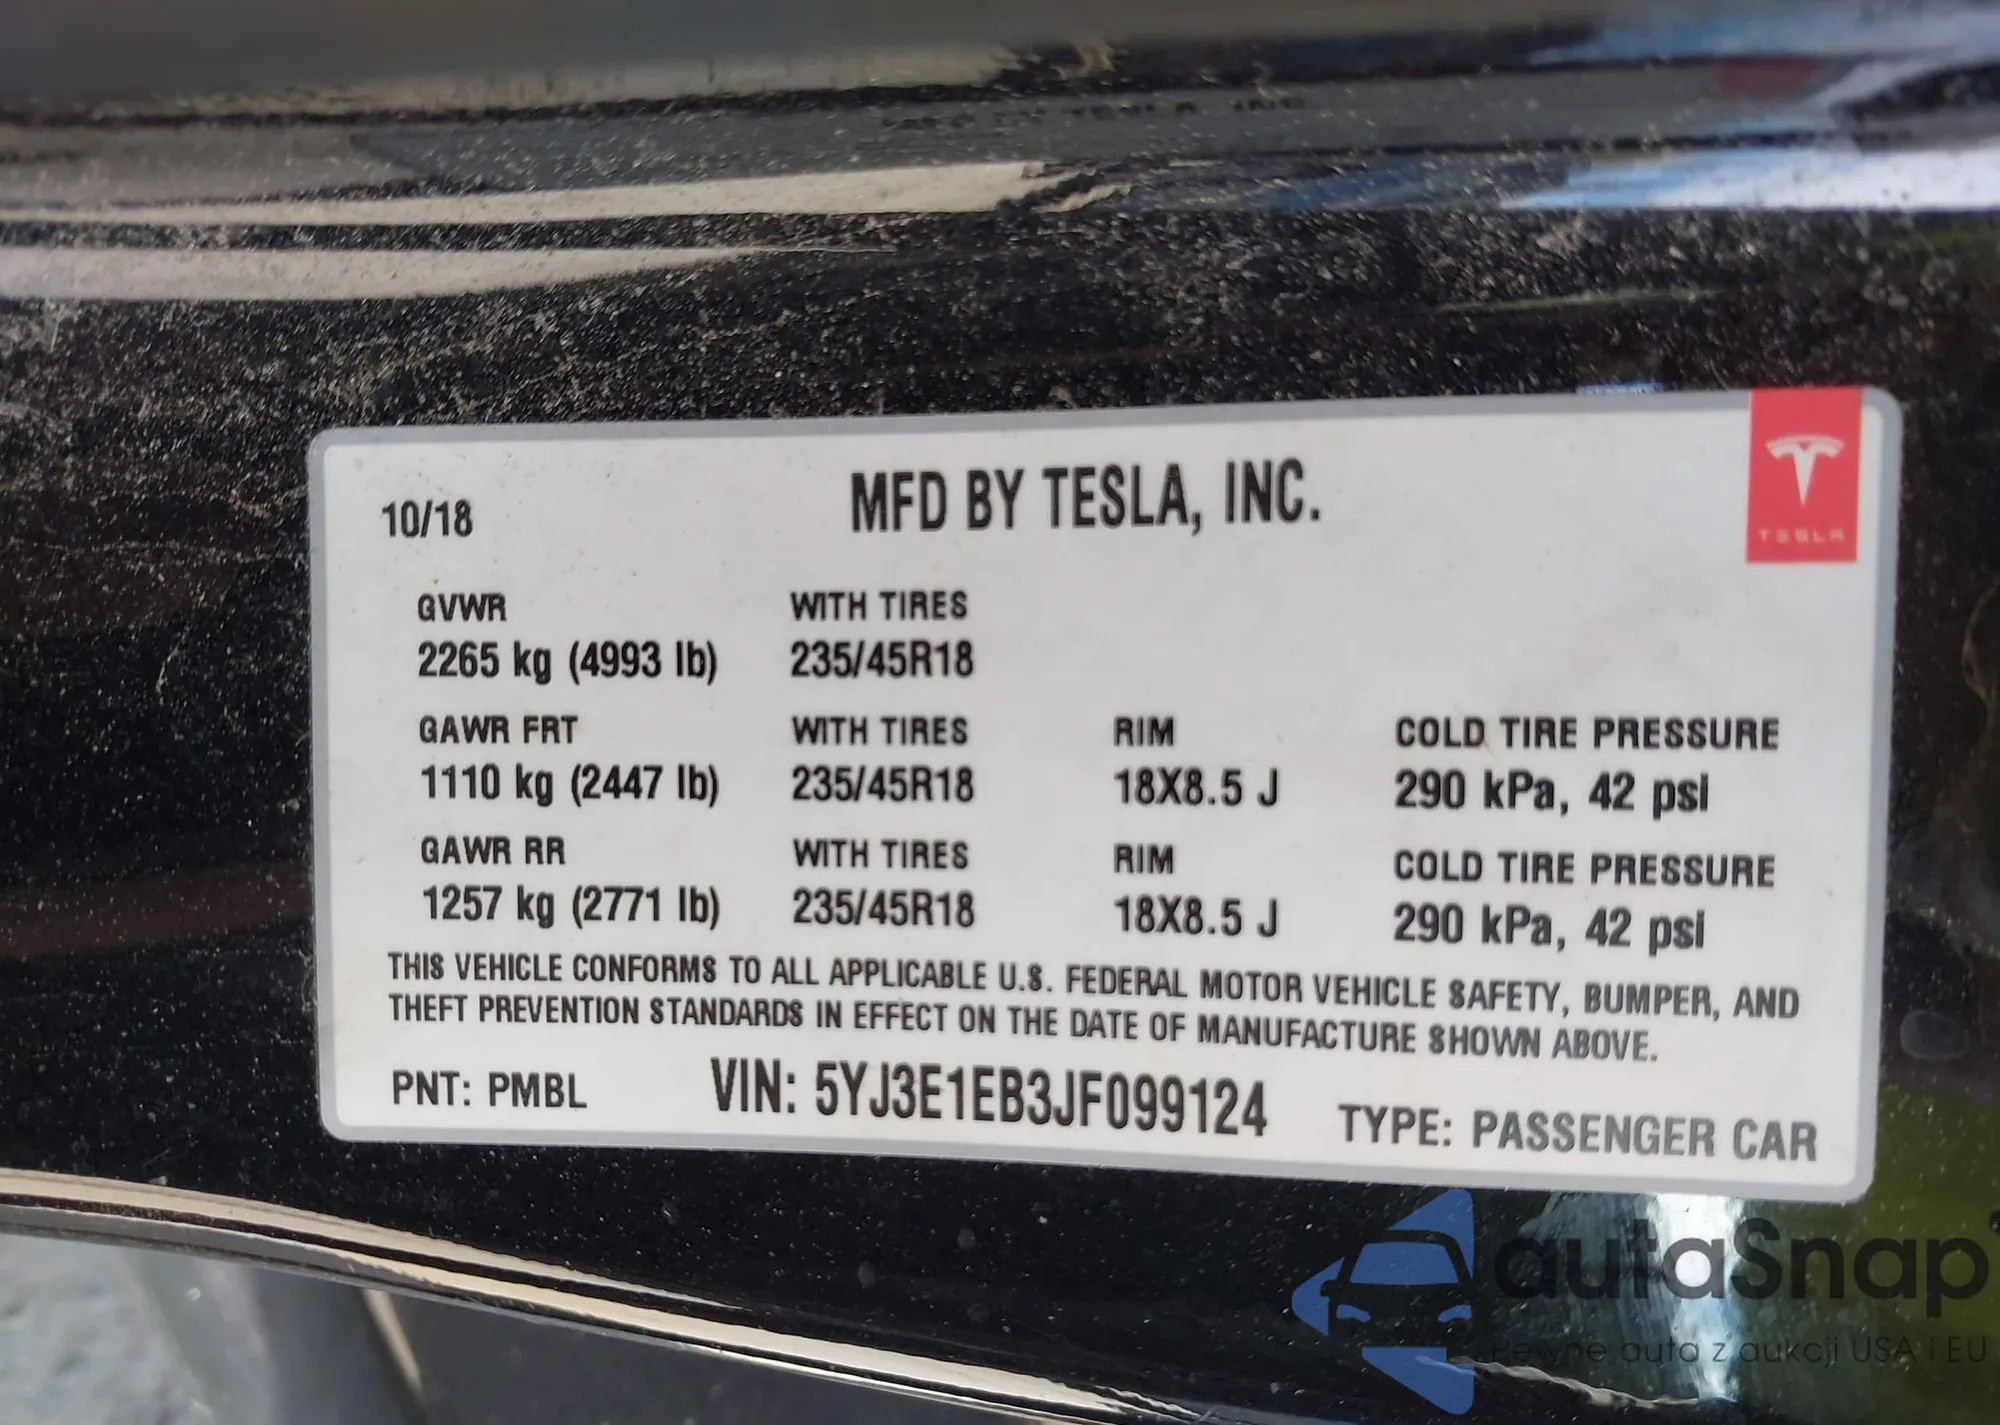 10/18
MFD BY TESLA, INC.
TESLA
GVWR WITH TIRES
2265 kg (4993 lb) 235/45R18
GAWR FRT WITH TIRES RIM COLD TIRE PRESSURE
1110 kg (2447 lb) 235/45R18 18X8.5 J 290 kPa, 42 psi
GAWR RR WITH TIRES RIM COLD TIRE PRESSURE
1257 kg (2771 lb) 235/45R18 18X8.5 J 290 kPa, 42 psi
THIS VEHICLE CONFORMS TO ALL APPLICABLE U.S. FEDERAL MOTOR VEHICLE SAFETY, BUMPER, AND
THEFT PREVENTION STANDARDS IN EFFECT ON THE DATE OF MANUFACTURE SHOWN ABOVE.
PNT: PMBL VIN: 5YJ3E1EB3JF099124 TYPE: PASSENGER CAR
autaSnap
Pewne auta z aukcji USA i EU